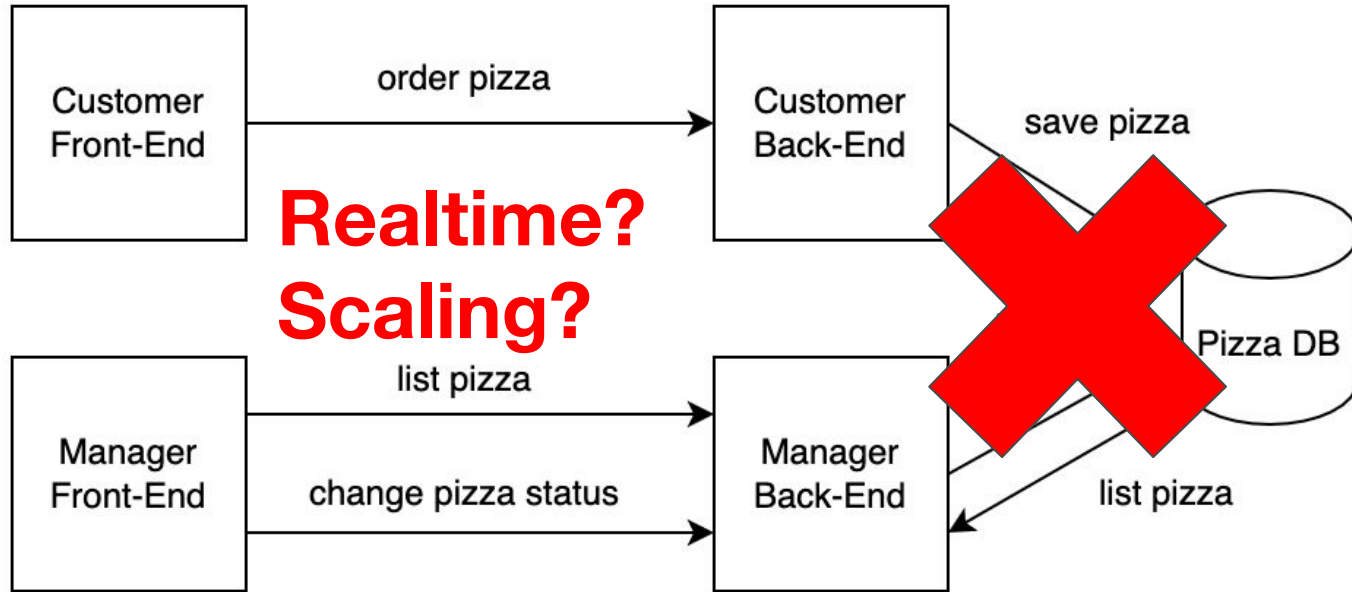 Customer
Front-End
order pizza
Customer
Back-End
save pizza
Realtime?
Scaling?
Pizza DB
list pizza
Manager
Front-End
change pizza status
Manager
Back-End
list pizza